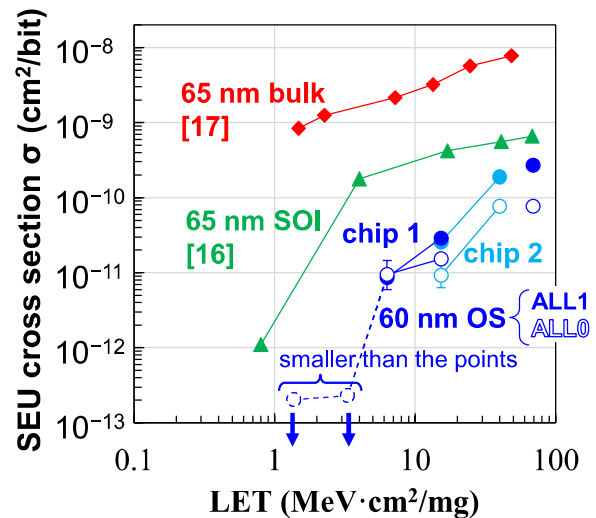 SEU cross section σ (cm²/bit)
10⁻⁸
10⁻⁹
10⁻¹⁰
10⁻¹¹
10⁻¹²
10⁻¹³
65 nm bulk
[17]
65 nm SOI
[16]
chip 1
chip 2
60 nm OS
ALL1
ALL0
smaller than the points
0.1
1
10
100
LET (MeV·cm²/mg)